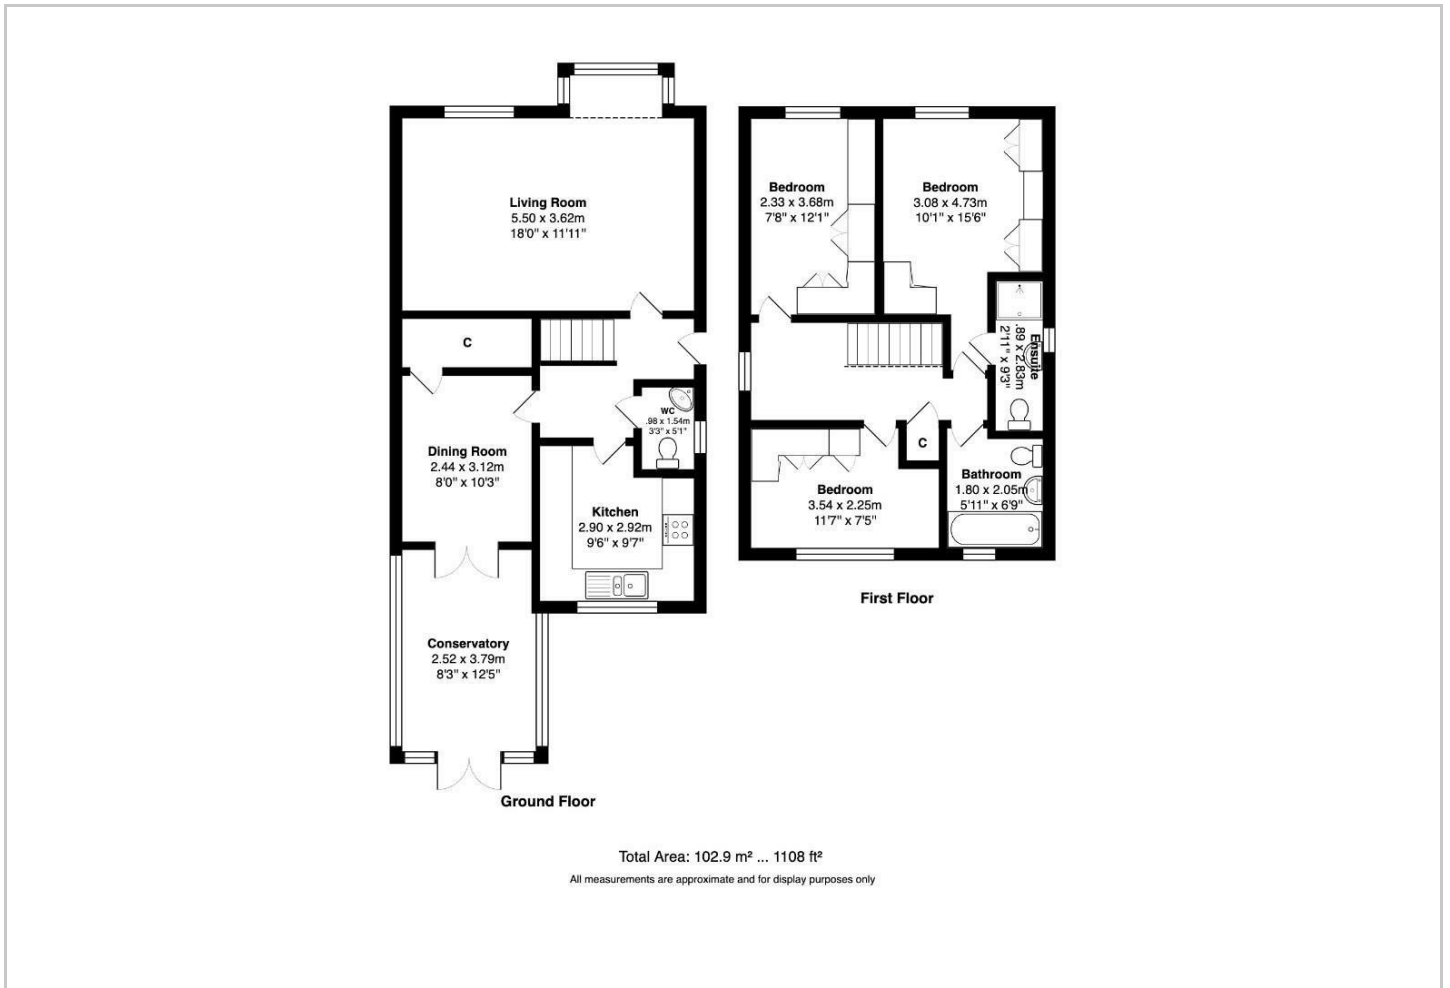 Living Room
5.50 x 3.62m
18'0" x 11'11"
C
Dining Room
2.44 x 3.12m
8'0" x 10'3"
WC
.98 x 1.54m
3'3" x 5'1"
Kitchen
2.90 x 2.92m
9'6" x 9'7"
Conservatory
2.52 x 3.79m
8'3" x 12'5"
Ground Floor
Bedroom
2.33 x 3.68m
7'8" x 12'1"
Bedroom
3.08 x 4.73m
10'1" x 15'6"
Ensuite
.89 x 2.83m
2'11" x 9'3"
C
Bedroom
3.54 x 2.25m
11'7" x 7'5"
Bathroom
1.80 x 2.05m
5'11" x 6'9"
First Floor
Total Area: 102.9 m² ... 1108 ft²
All measurements are approximate and for display purposes only